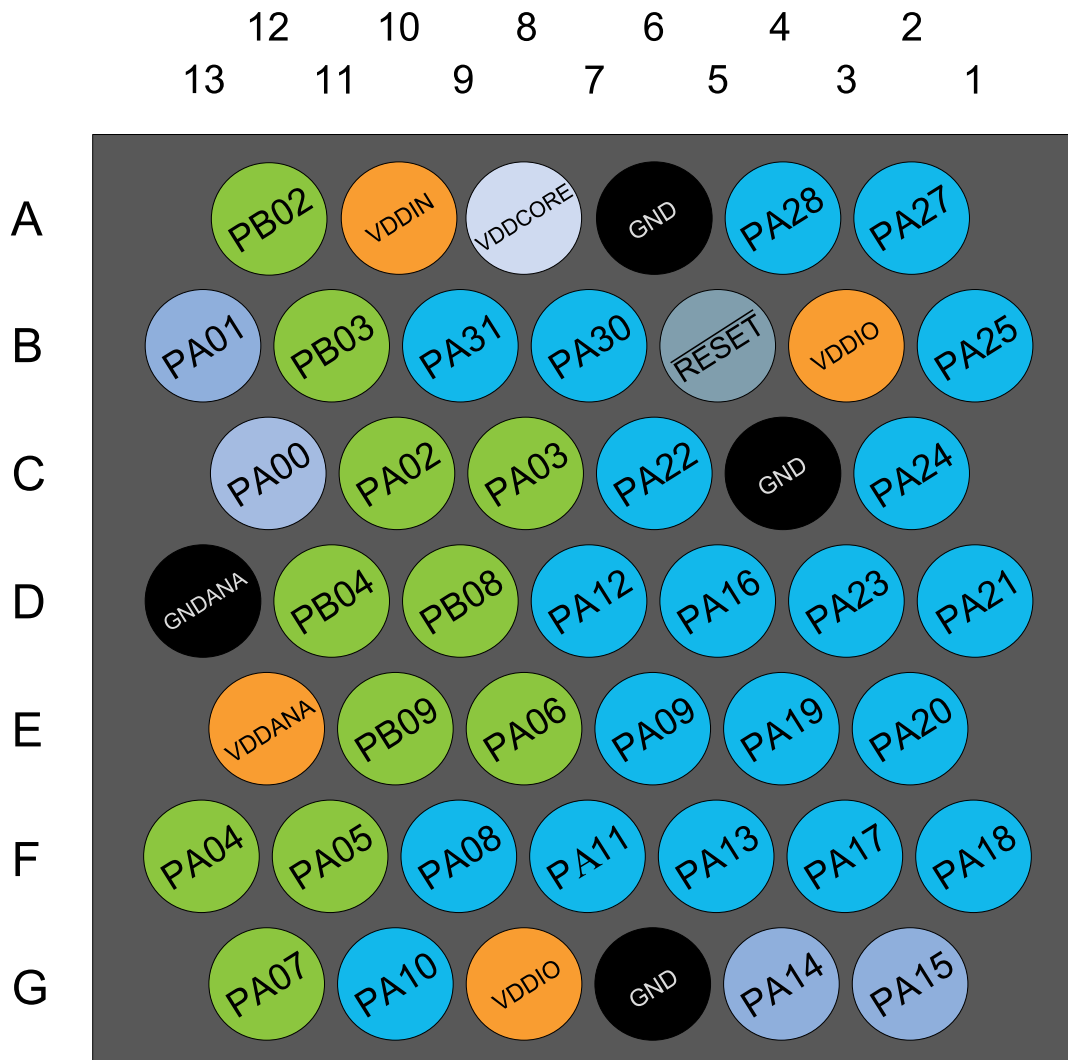 12 10 8 6 4 2
13 11 9 7 5 3 1
A PB02 VDDIN VDDCORE GND PA28 PA27
B PA01 PB03 PA31 PA30 RESET VDDIO PA25
C PA00 PA02 PA03 PA22 GND PA24
D GNDANA PB04 PB08 PA12 PA16 PA23 PA21
E VDDANA PB09 PA06 PA09 PA19 PA20
F PA04 PA05 PA08 PA11 PA13 PA17 PA18
G PA07 PA10 VDDIO GND PA14 PA15